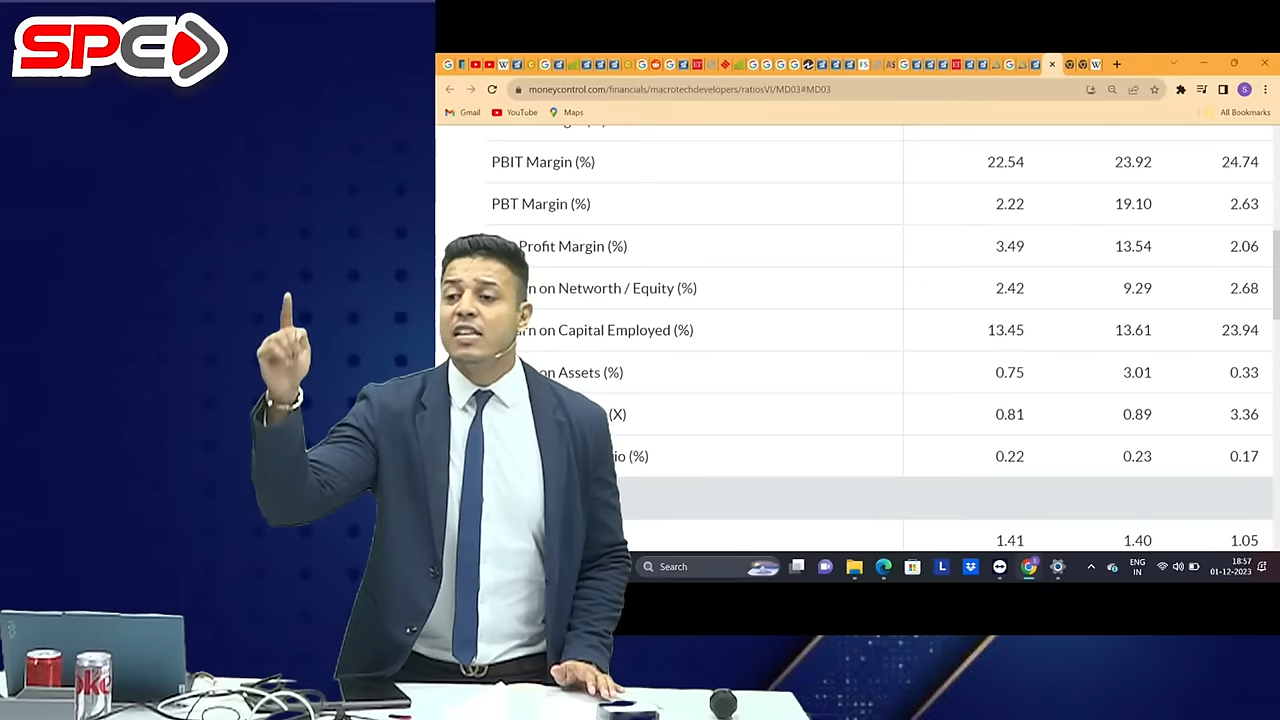 SPC
moneycontrol.com/financials/macrotechdevelopers/ratiosVI/MD03#MD03
Gmail YouTube Maps All Bookmarks
PBIT Margin (%) 22.54 23.92 24.74
PBT Margin (%) 2.22 19.10 2.63
Profit Margin (%) 3.49 13.54 2.06
on Networth / Equity (%) 2.42 9.29 2.68
on Capital Employed (%) 13.45 13.61 23.94
on Assets (%) 0.75 3.01 0.33
(X) 0.81 0.89 3.36
(%) 0.22 0.23 0.17
1.41 1.40 1.05
Search ENG 18:57
IN 01-12-2023